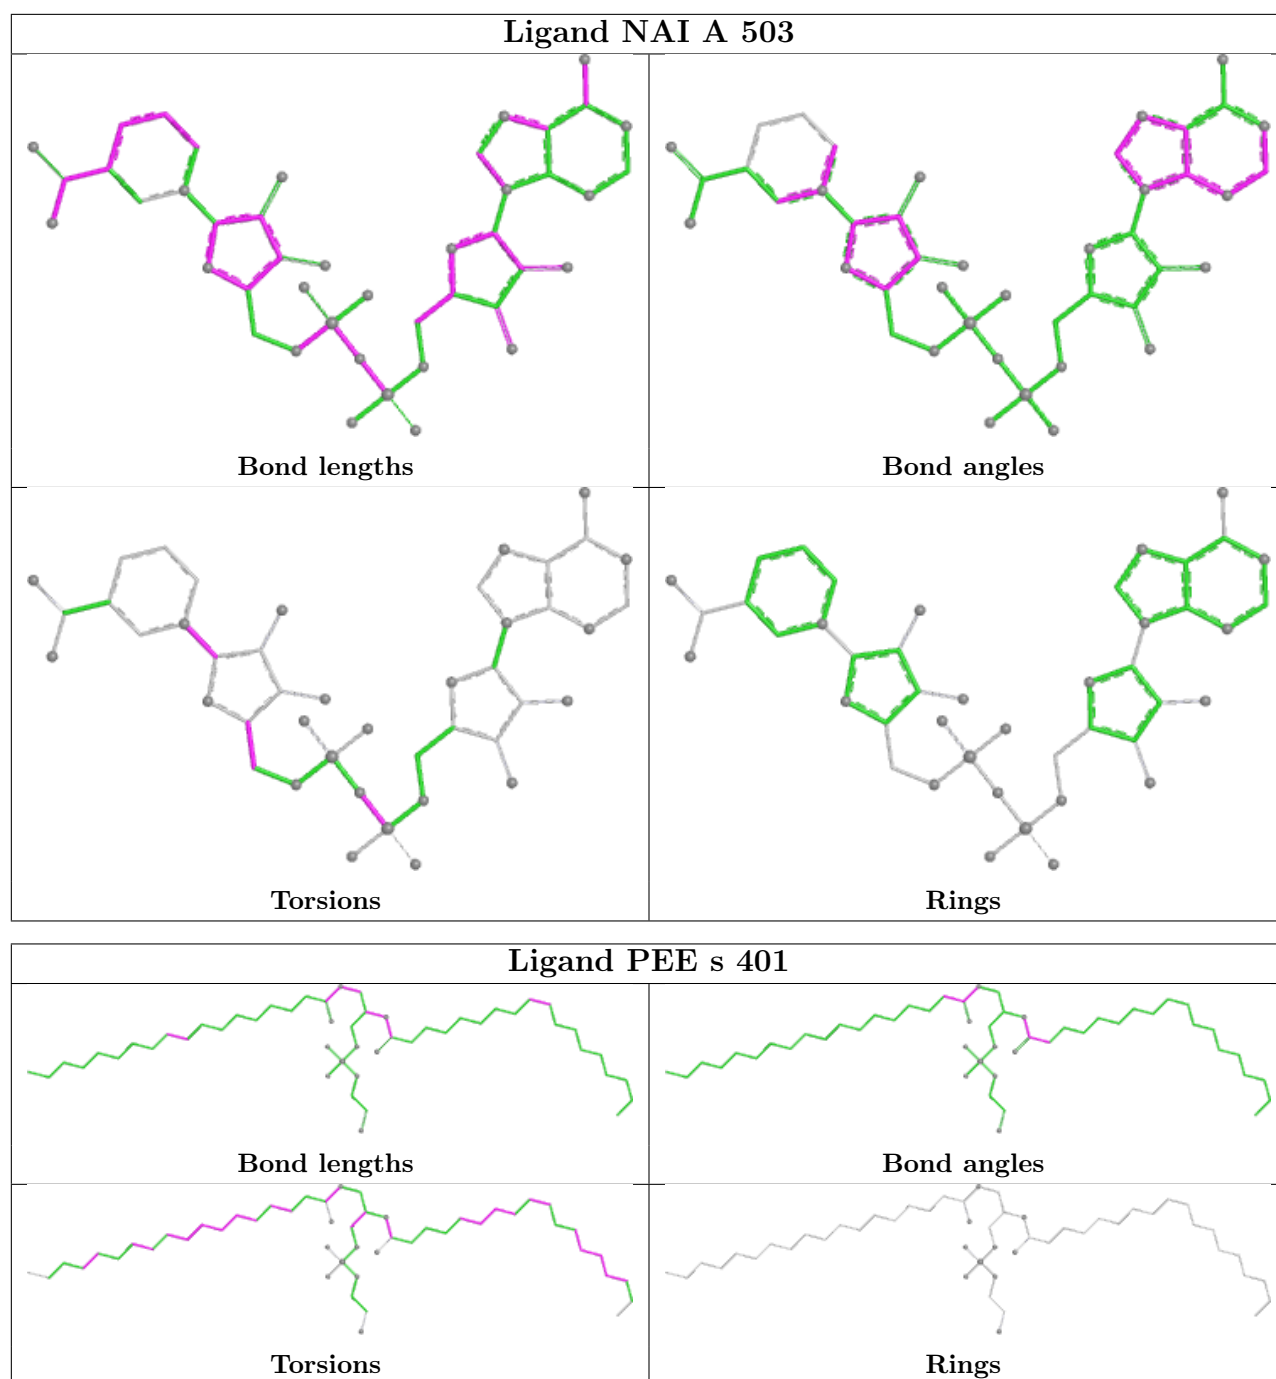 Ligand NAI A 503
Bond lengths
Bond angles
Torsions
Rings
Ligand PEE s 401
Bond lengths
Bond angles
Torsions
Rings